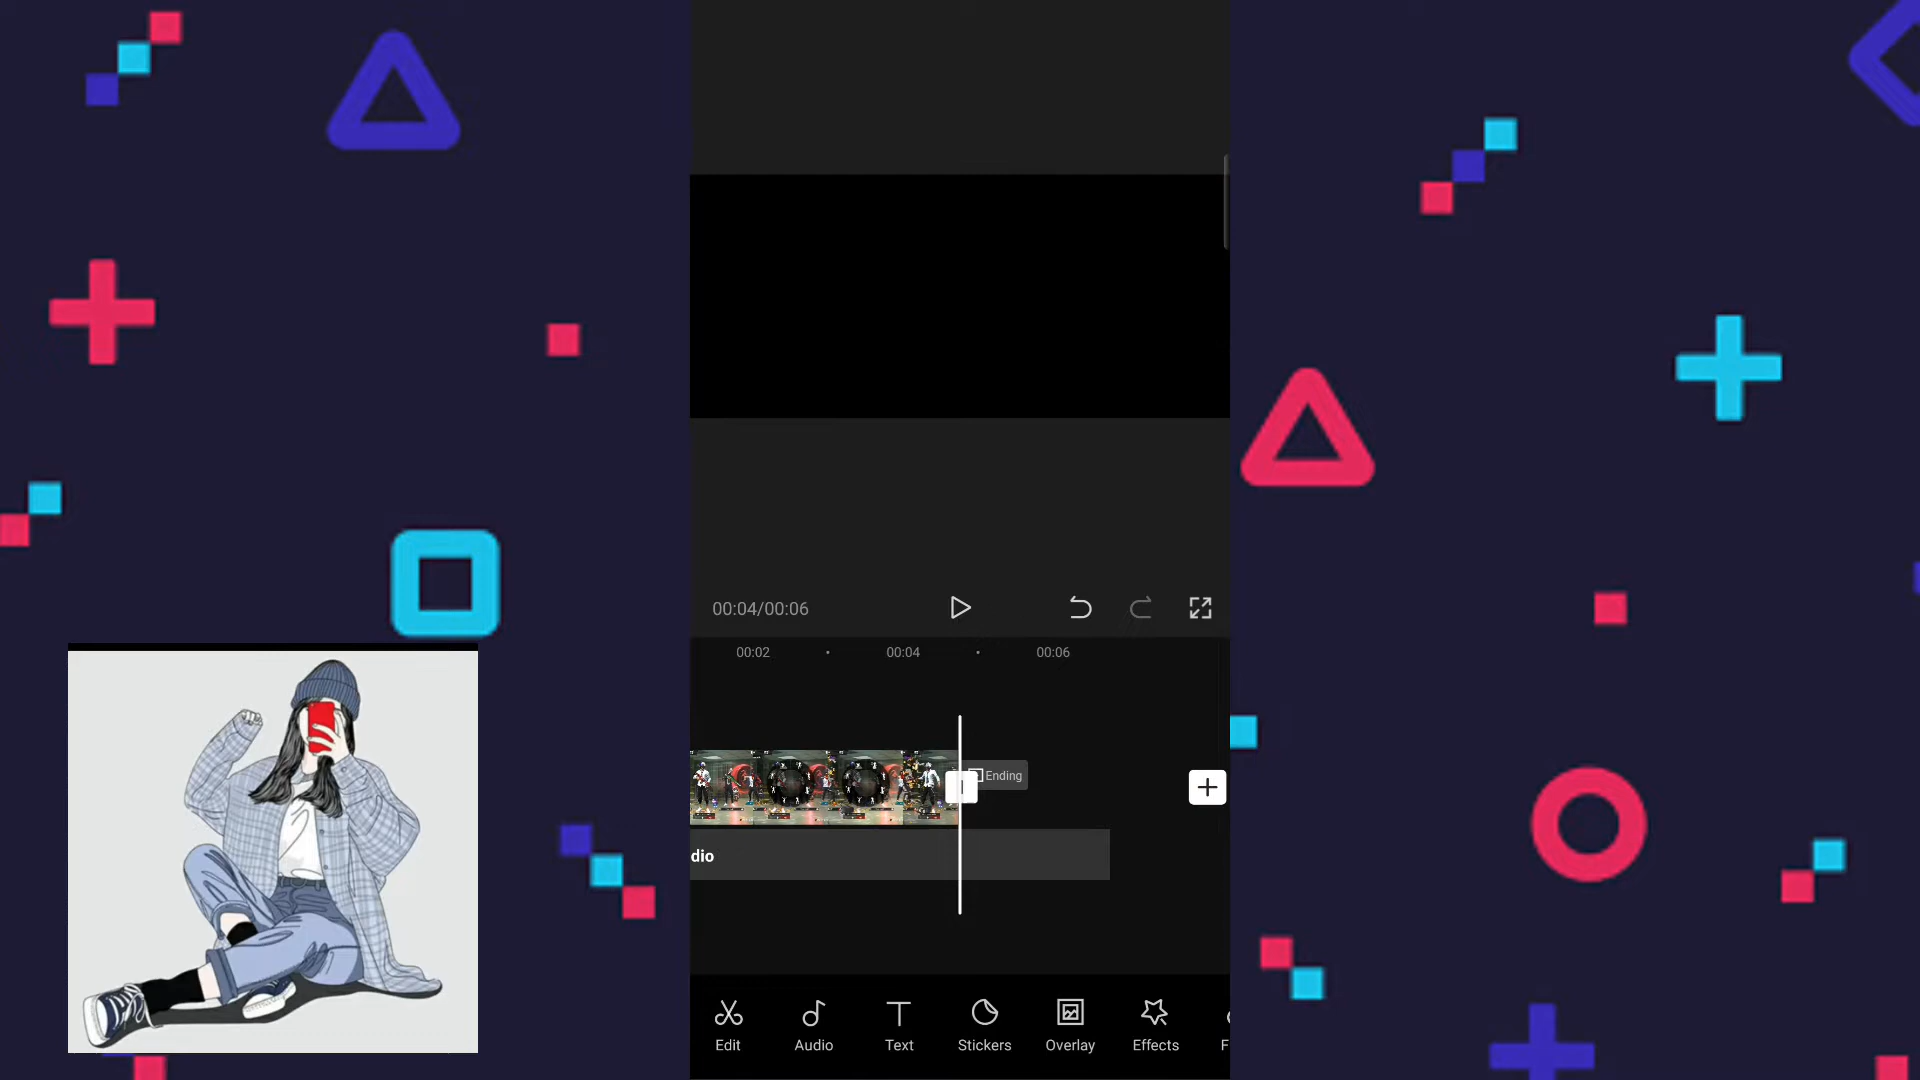 00:04/00:06
00:02
00:04
00:06
Ending
dio
Edit
Audio
Text
Stickers
Overlay
Effects
F